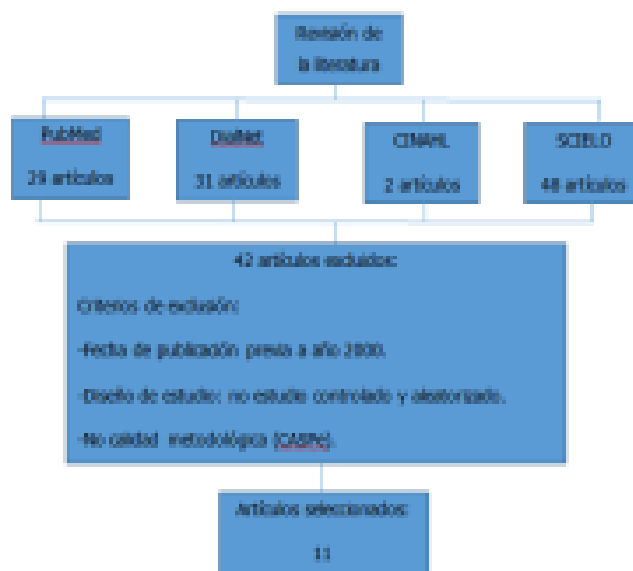 Revisión de
la literatura
PubMed
29 artículos
DialNet
31 artículos
CINAHL
2 artículos
SCIELO
48 artículos
42 artículos excluidos:
Criterios de exclusión:
-Fecha de publicación previa a año 2000.
-Diseño de estudio: no estudio controlado y aleatorizado.
-No calidad metodológica (CASPe).
Artículos seleccionados:
11